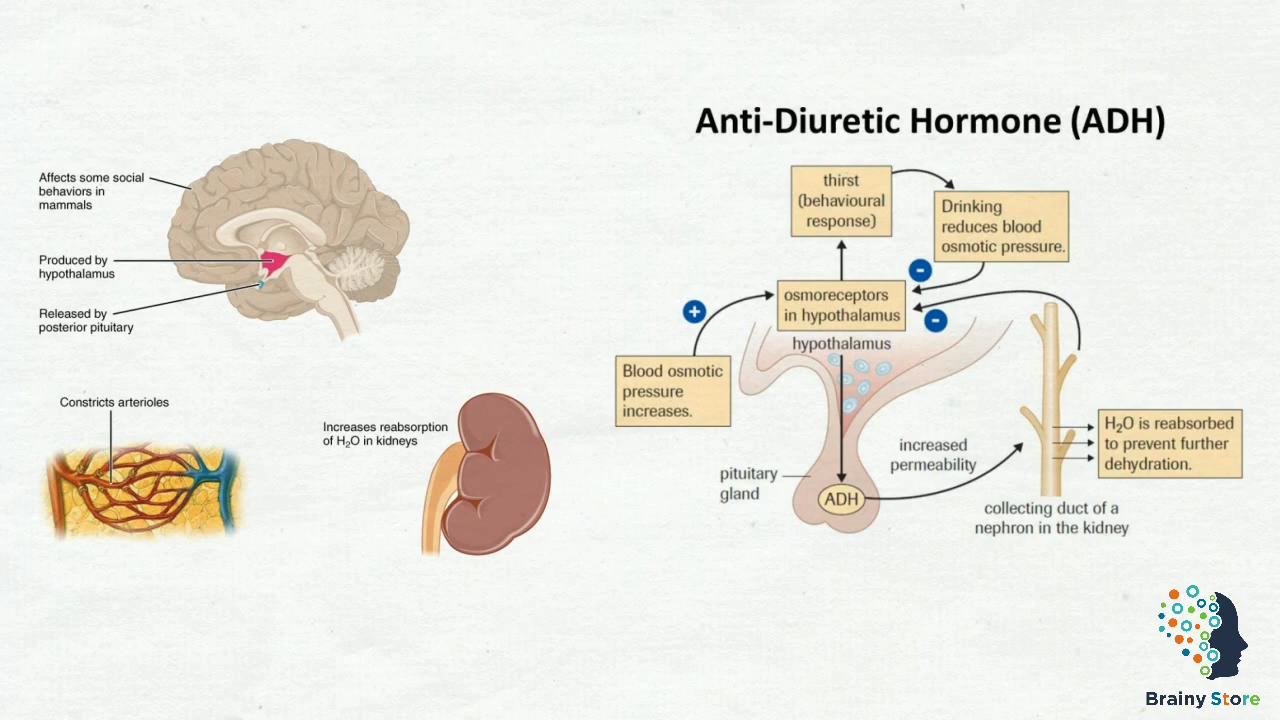 Anti-Diuretic Hormone (ADH)
Affects some social
behaviors in
mammals
Produced by
hypothalamus
Released by
posterior pituitary
Constricts arterioles
Increases reabsorption
of H₂O in kidneys
thirst
(behavioural
response)
Drinking
reduces blood
osmotic pressure.
-
+
osmoreceptors
in hypothalamus
-
hypothalamus
Blood osmotic
pressure
increases.
increased
permeability
pituitary
gland
ADH
H₂O is reabsorbed
to prevent further
dehydration.
collecting duct of a
nephron in the kidney
Brainy Store